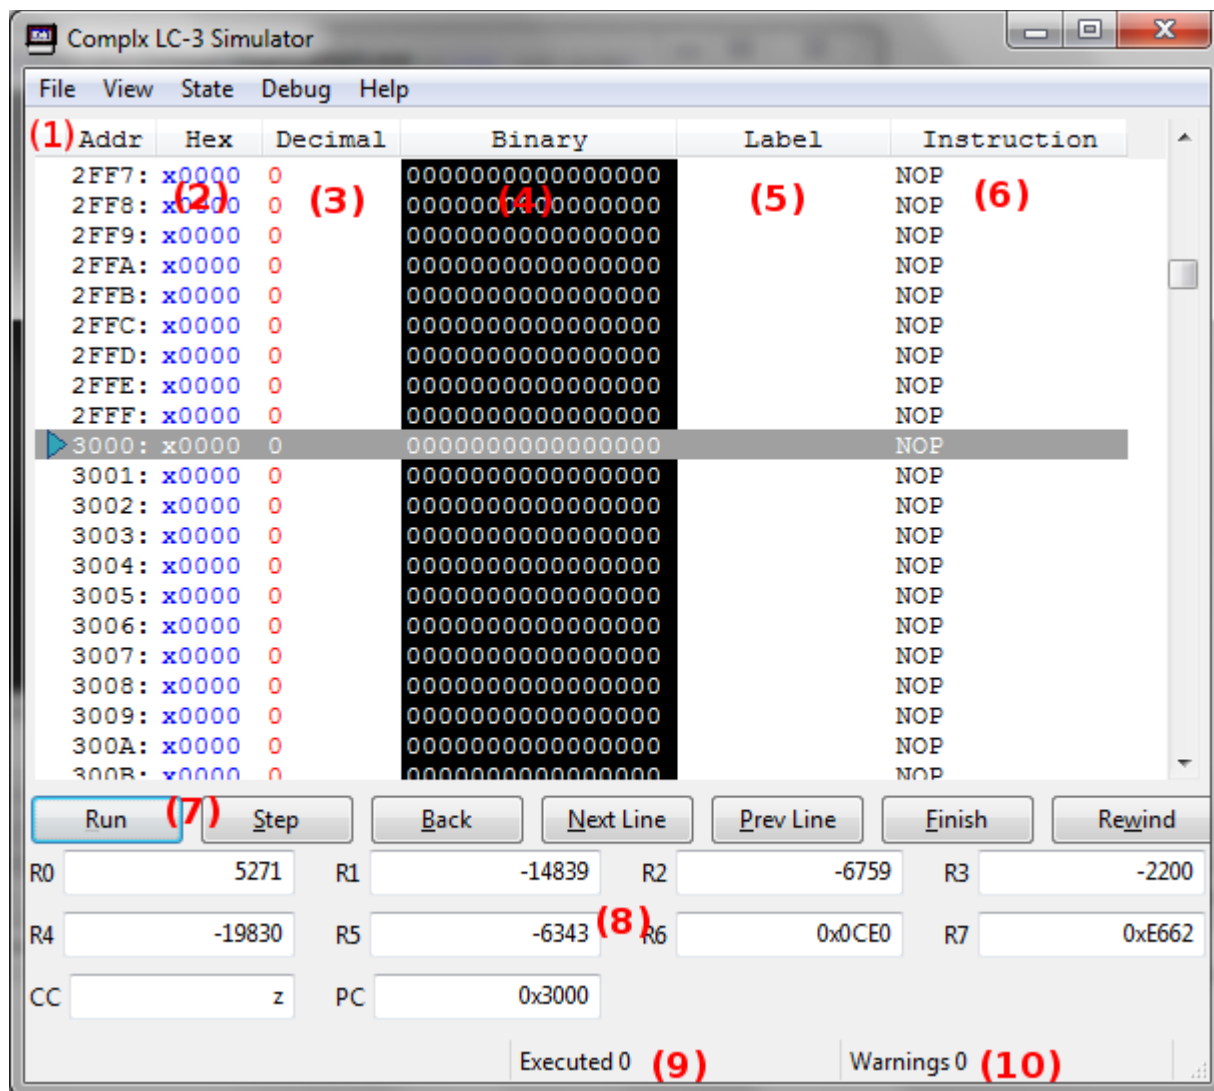 Complx LC-3 Simulator
File View State Debug Help
(1) Addr Hex Decimal Binary Label Instruction
2FF7: x0000 0 0000000000000000 NOP
2FF8: x0000 0 0000000000000000 NOP
(2) (3) (4) (5) (6)
2FF9: x0000 0 0000000000000000 NOP
2FFA: x0000 0 0000000000000000 NOP
2FFB: x0000 0 0000000000000000 NOP
2FFC: x0000 0 0000000000000000 NOP
2FFD: x0000 0 0000000000000000 NOP
2FFE: x0000 0 0000000000000000 NOP
2FFF: x0000 0 0000000000000000 NOP
3000: x0000 0 0000000000000000 NOP
3001: x0000 0 0000000000000000 NOP
3002: x0000 0 0000000000000000 NOP
3003: x0000 0 0000000000000000 NOP
3004: x0000 0 0000000000000000 NOP
3005: x0000 0 0000000000000000 NOP
3006: x0000 0 0000000000000000 NOP
3007: x0000 0 0000000000000000 NOP
3008: x0000 0 0000000000000000 NOP
3009: x0000 0 0000000000000000 NOP
300A: x0000 0 0000000000000000 NOP
300B: x0000 0 0000000000000000 NOP
Run (7) Step Back Next Line Prev Line Finish Rewind
R0 5271 R1 -14839 R2 -6759 R3 -2200
R4 -19830 R5 -6343 (8) R6 0x0CE0 R7 0xE662
CC z PC 0x3000
Executed 0 (9) Warnings 0 (10)